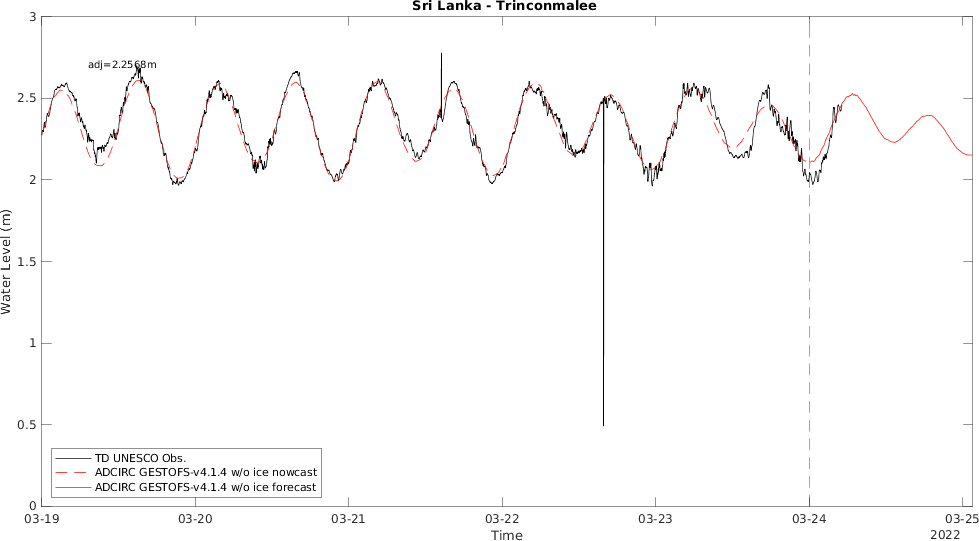 Sri Lanka - Trinconmalee
adj=2.2568m
3
2.5
2
1.5
1
0.5
0
Water Level (m)
TD UNESCO Obs.
ADCIRC GESTOFS-v4.1.4 w/o ice nowcast
ADCIRC GESTOFS-v4.1.4 w/o ice forecast
03-19 03-20 03-21 03-22 03-23 03-24 03-25
Time
2022